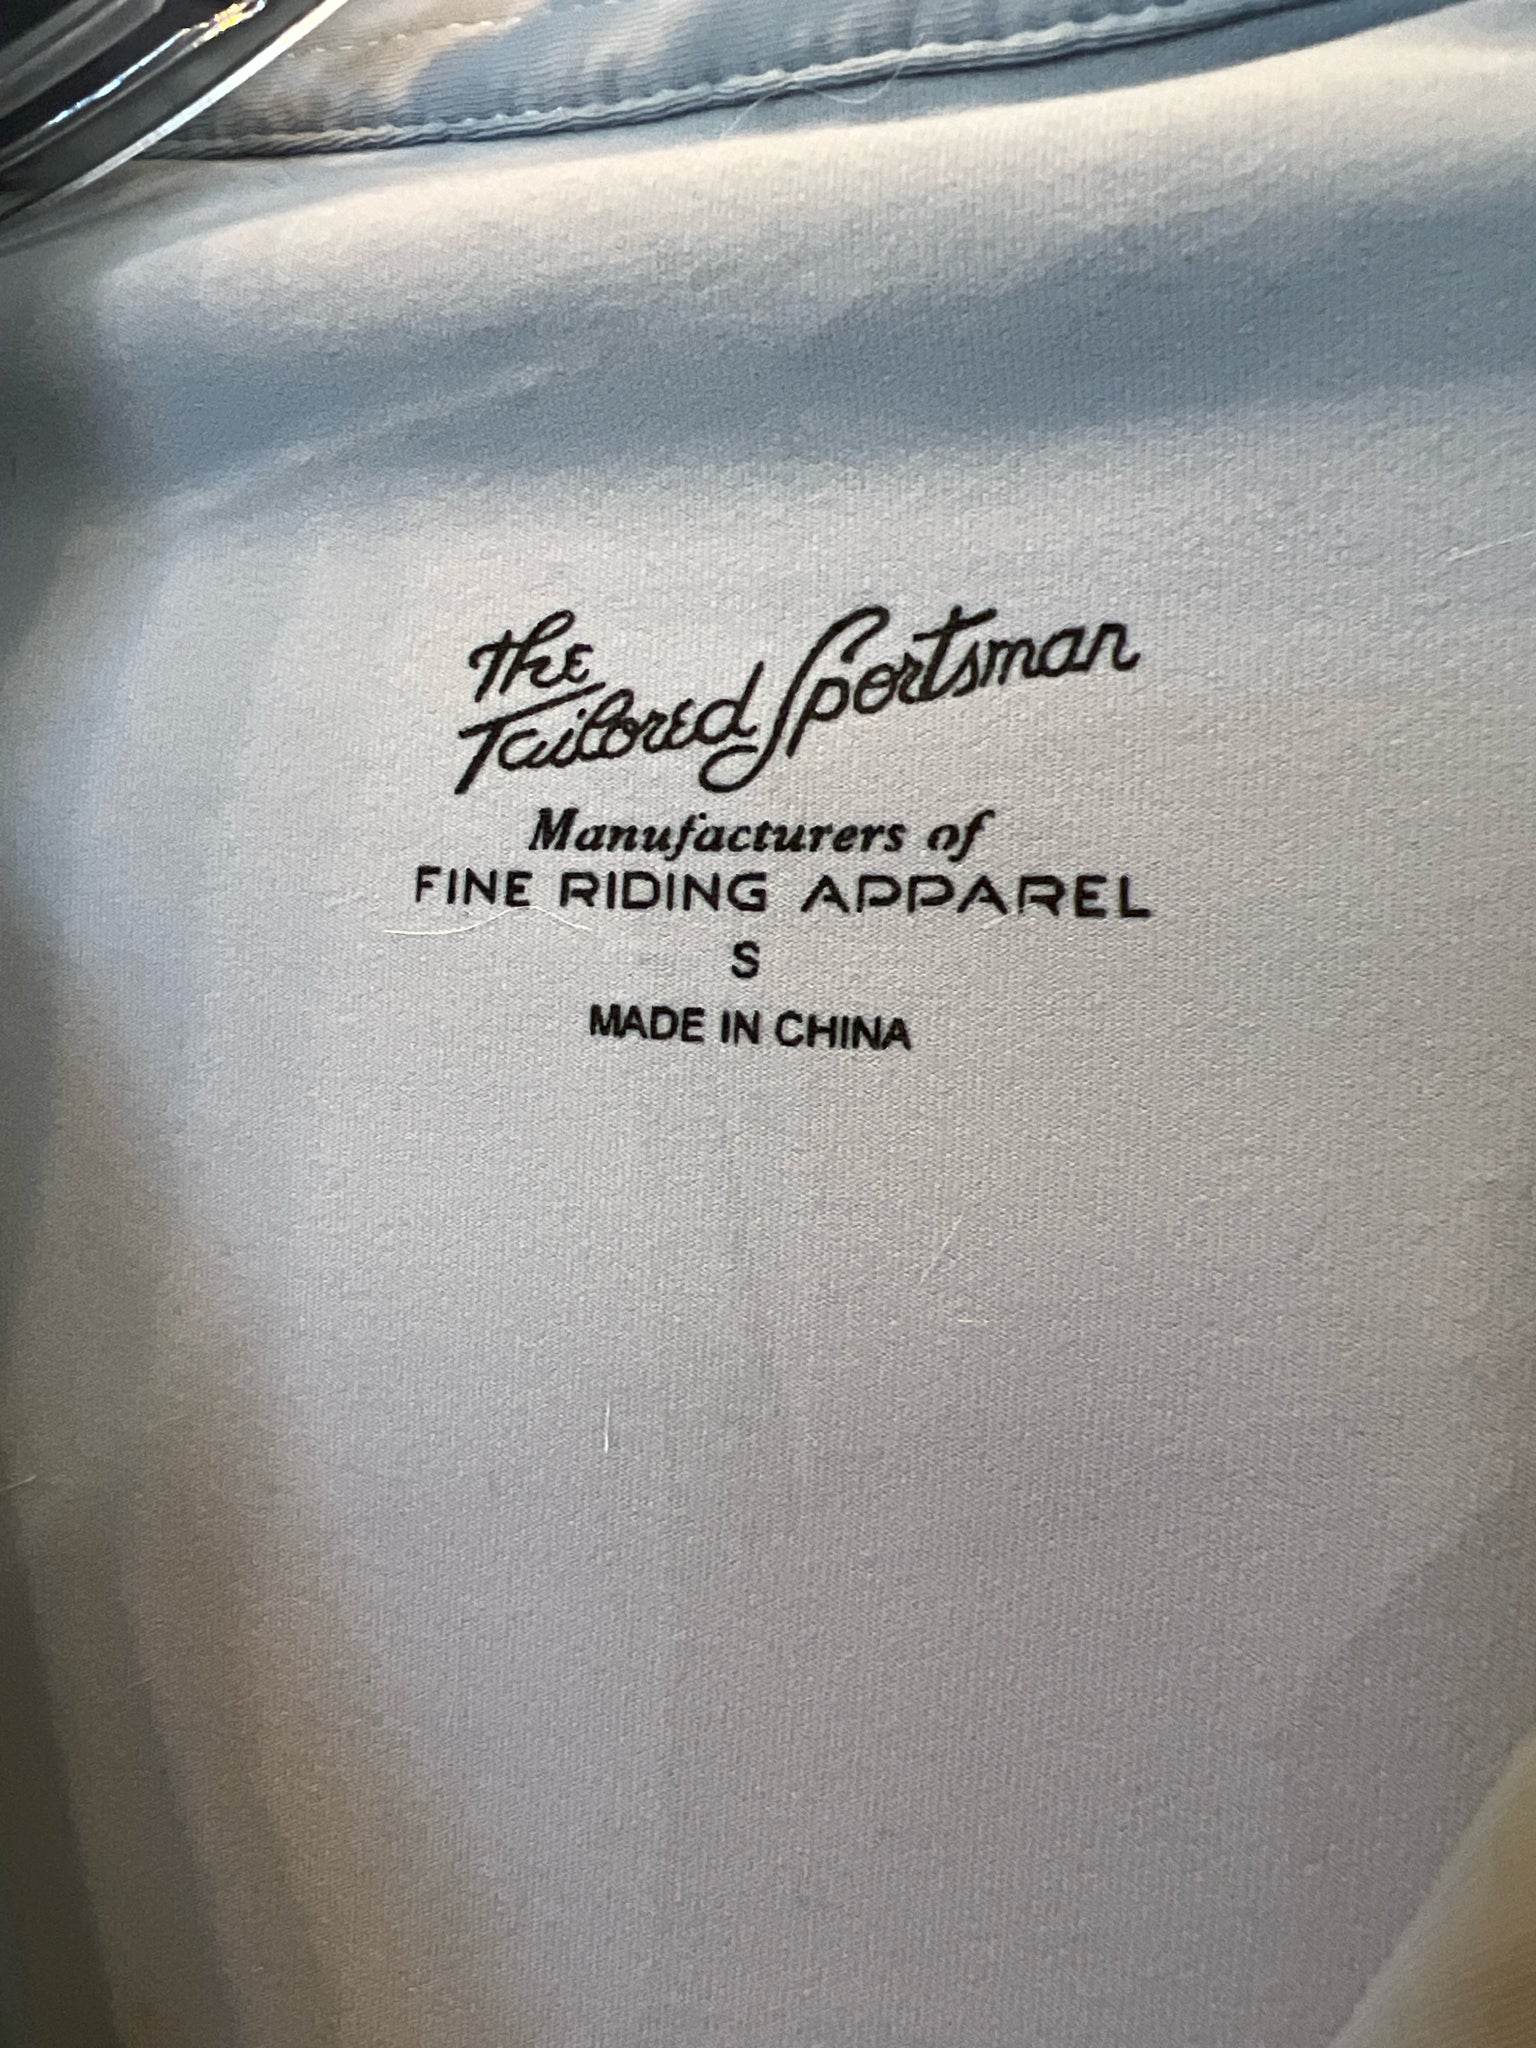 The
Tailored Sportsman
Manufacturers of
FINE RIDING APPAREL
S
MADE IN CHINA